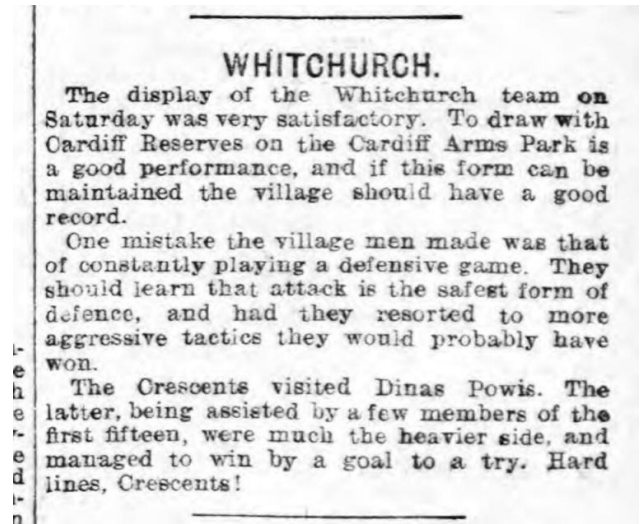 WHITCHURCH.
The display of the Whitchurch team on
Saturday was very satisfactory. To draw with
Cardiff Reserves on the Cardiff Arms Park is
a good performance, and if this form can be
maintained the village should have a good
record.
One mistake the village men made was that
of constantly playing a defensive game. They
should learn that attack is the safest form of
defence, and had they resorted to more
aggressive tactics they would probably have
won.
The Crescents visited Dinas Powis. The
latter, being assisted by a few members of the
first fifteen, were much the heavier side, and
managed to win by a goal to a try. Hard
lines, Crescents!